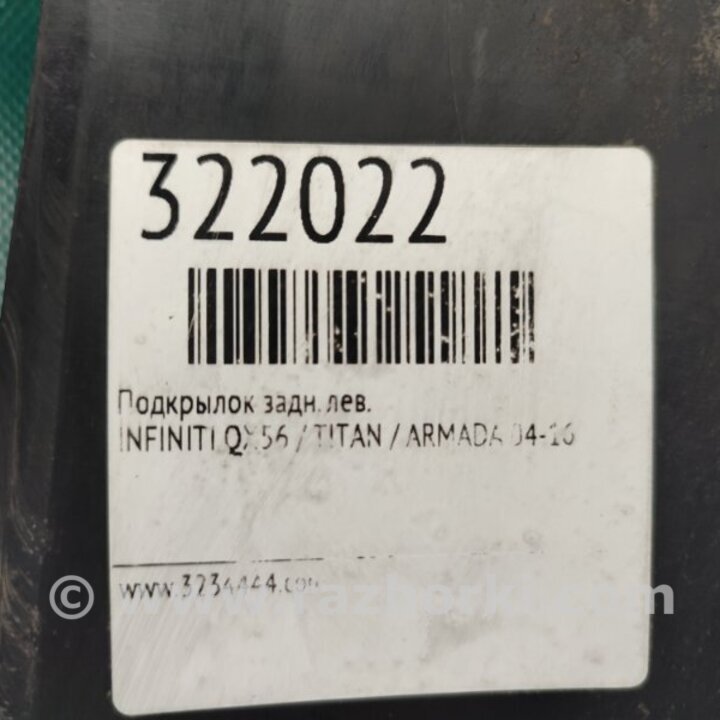 322022
Подкрылок задн. лев.
INFINITI QX56 / TITAN / ARMADA 04-16
www.3234444.com